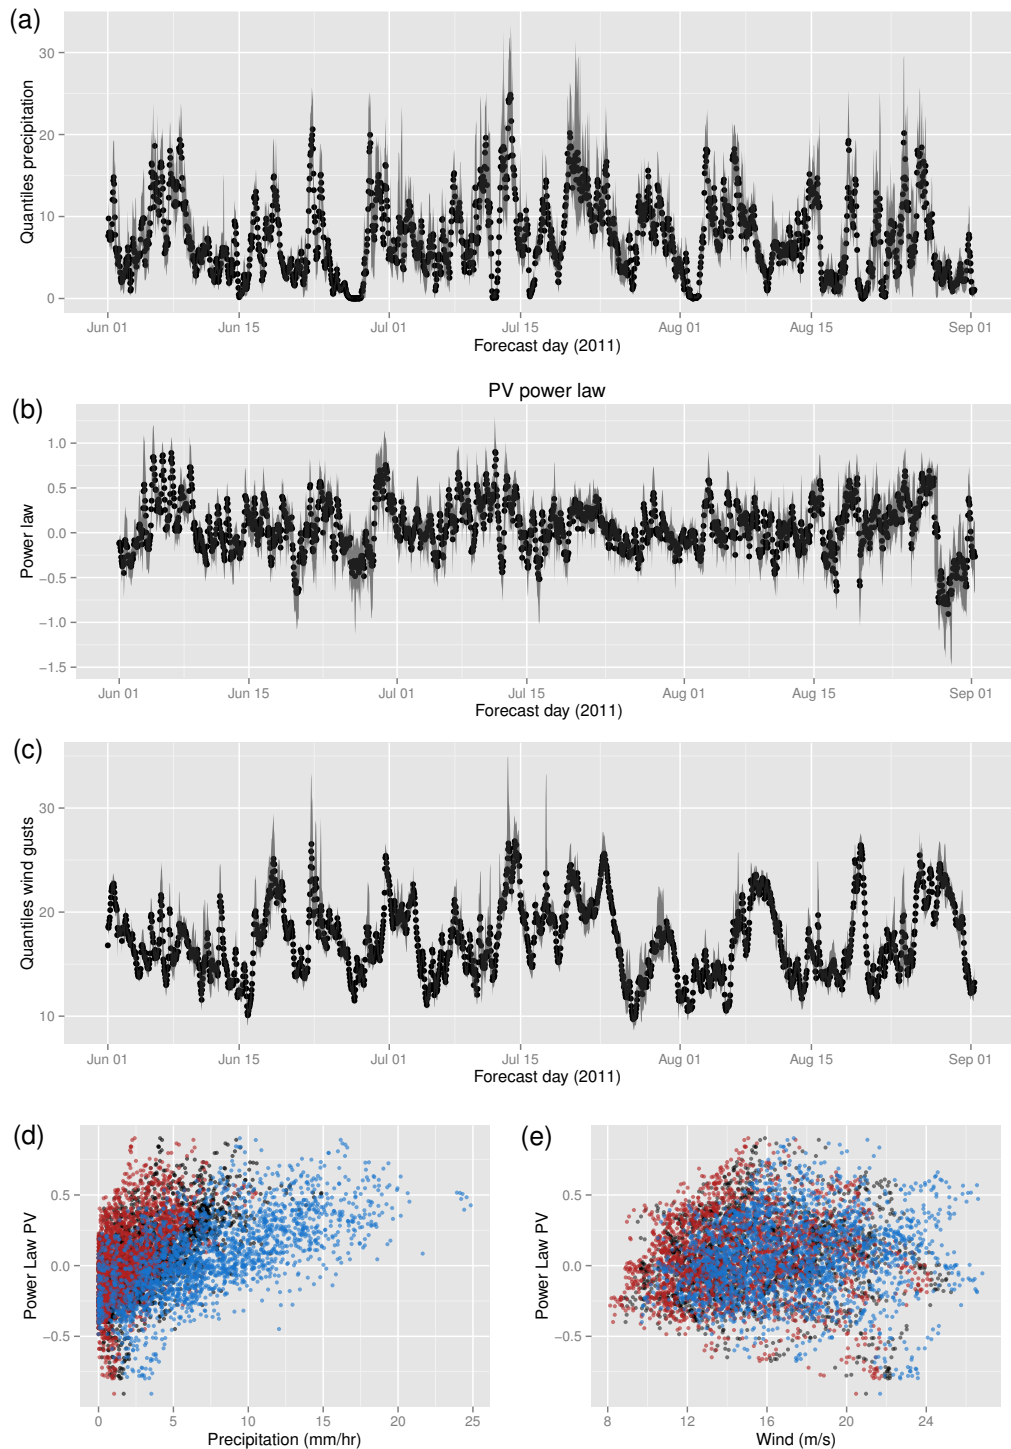 (a)
Quantiles precipitation
30
20
10
0
Jun 01
Jun 15
Jul 01
Jul 15
Aug 01
Aug 15
Sep 01
Forecast day (2011)
PV power law
(b)
Power law
1.0
0.5
0.0
−0.5
−1.0
−1.5
Jun 01
Jun 15
Jul 01
Jul 15
Aug 01
Aug 15
Sep 01
Forecast day (2011)
(c)
Quantiles wind gusts
30
20
10
Jun 01
Jun 15
Jul 01
Jul 15
Aug 01
Aug 15
Sep 01
Forecast day (2011)
(d)
Power Law PV
0.5
0.0
−0.5
0
5
10
15
20
25
Precipitation (mm/hr)
(e)
Power Law PV
0.5
0.0
−0.5
8
12
16
20
24
Wind (m/s)